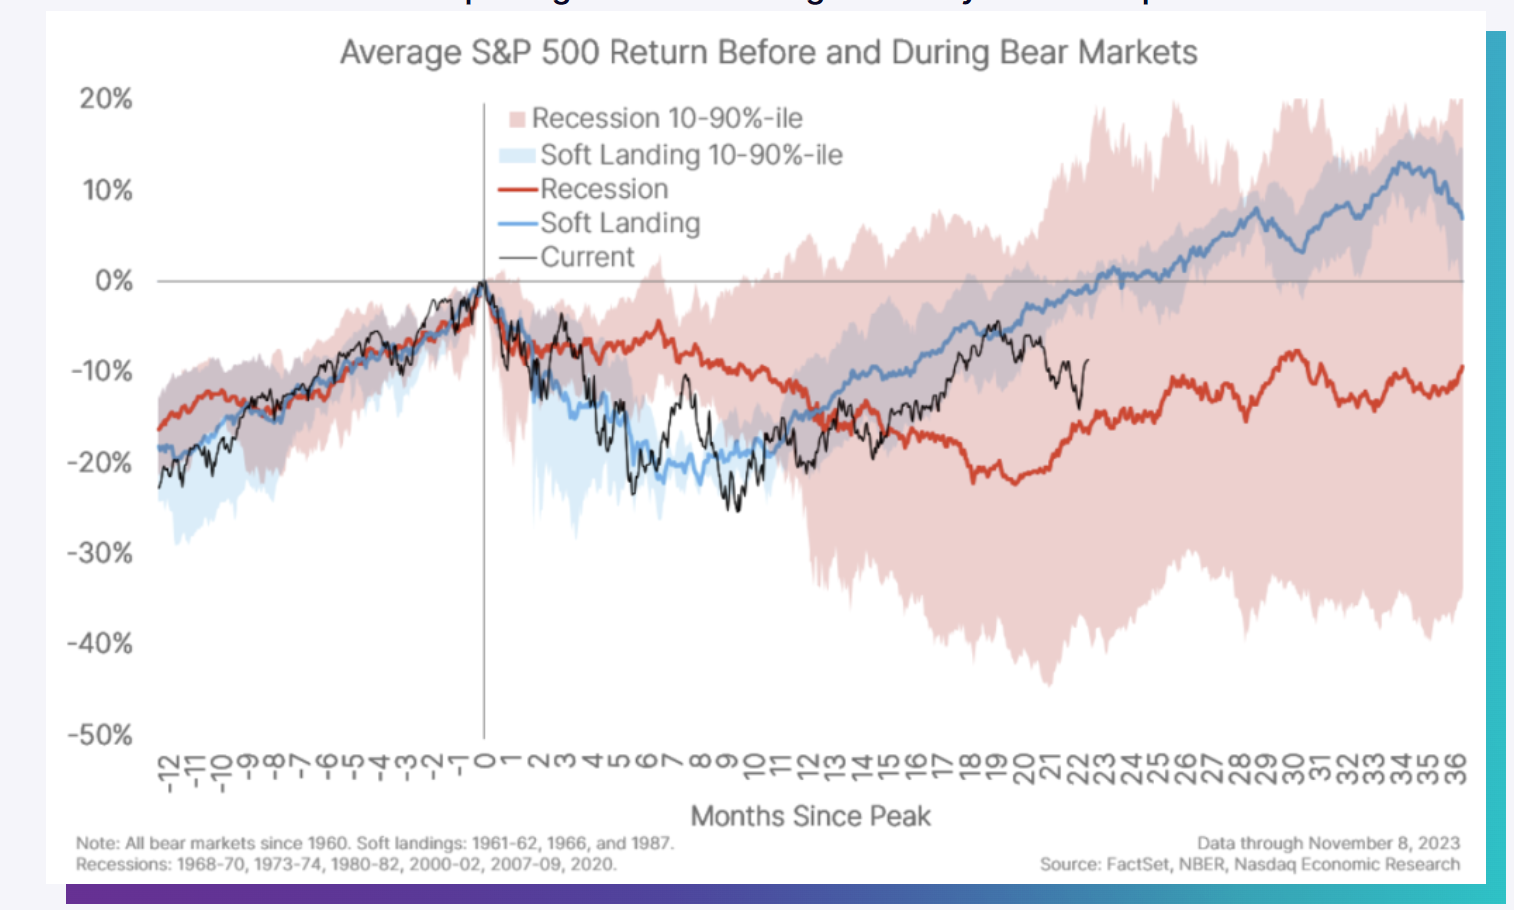 Average S&P 500 Return Before and During Bear Markets
20%
10%
0%
-10%
-20%
-30%
-40%
-50%
Recession 10-90%-ile
Soft Landing 10-90%-ile
Recession
Soft Landing
Current
-12 -11 -10 -9 -8 -7 -6 -5 -4 -3 -2 -1 0 1 2 3 4 5 6 7 8 9 10 11 12 13 14 15 16 17 18 19 20 21 22 23 24 25 26 27 28 29 30 31 32 33 34 35 36
Months Since Peak
Note: All bear markets since 1960. Soft landings: 1961-62, 1966, and 1987.
Recessions: 1968-70, 1973-74, 1980-82, 2000-02, 2007-09, 2020.
Data through November 8, 2023
Source: FactSet, NBER, Nasdaq Economic Research